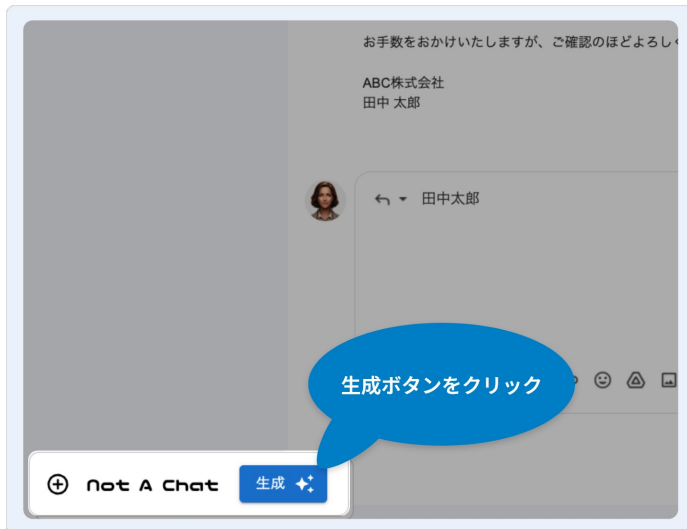 お手数をおかけいたしますが、ご確認のほどよろし
ABC株式会社
田中 太郎
田中太郎
生成ボタンをクリック
Not A Chat
生成